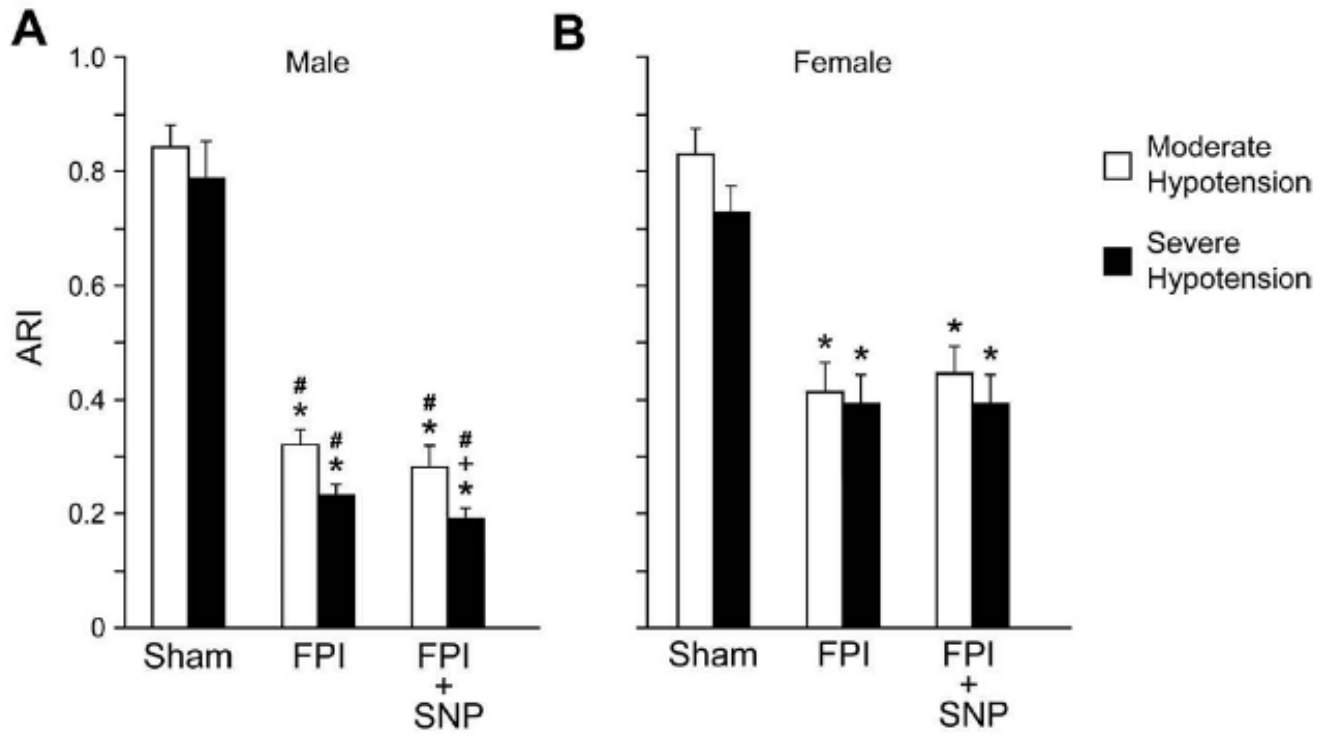 A
Male
ARI
1.0
0.8
0.6
0.4
0.2
0
#
*
#
*
#
*
#
+
*
Sham
FPI
FPI
+
SNP
B
Female
*
*
*
*
Sham
FPI
FPI
+
SNP
Moderate
Hypotension
Severe
Hypotension